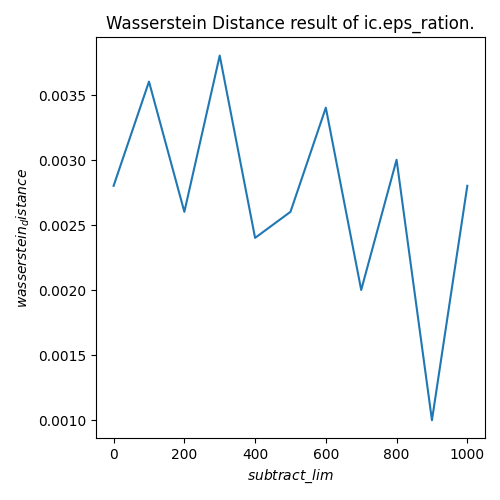 Wasserstein Distance result of ic.eps_ration.
0.0035
0.0030
0.0025
0.0020
0.0015
0.0010
wasserstein_distance
0 200 400 600 800 1000
subtract_lim